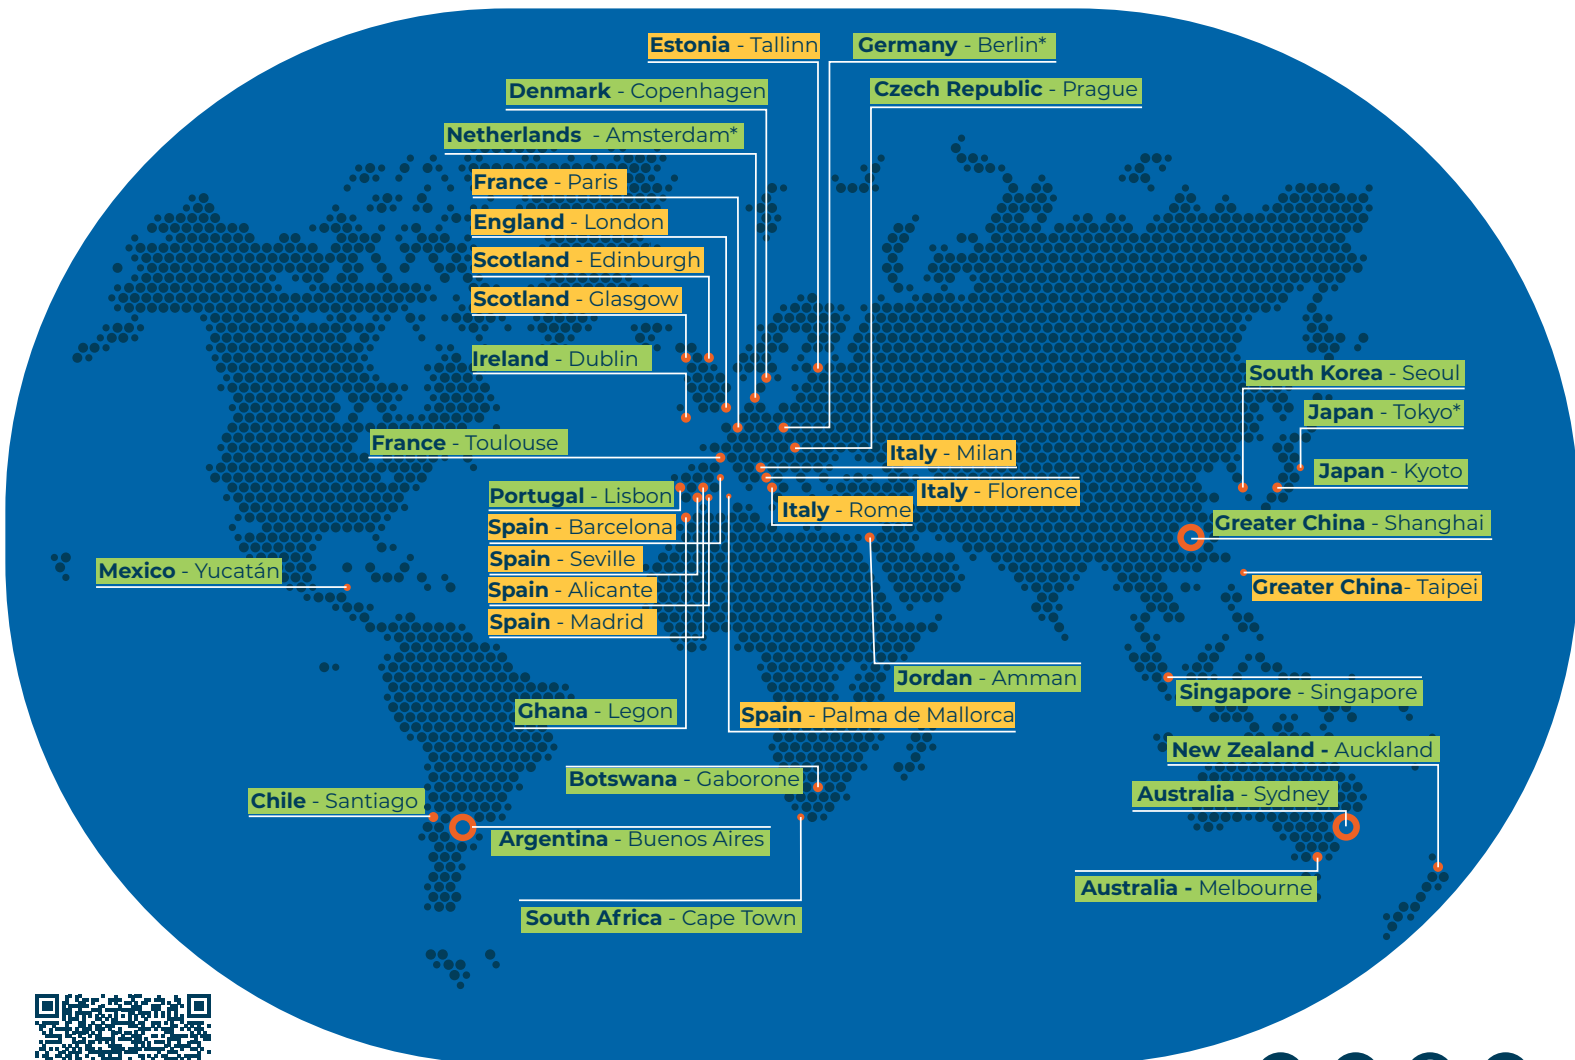 Estonia - Tallinn
Germany - Berlin*
Denmark - Copenhagen
Czech Republic - Prague
Netherlands - Amsterdam*
France - Paris
England - London
Scotland - Edinburgh
Scotland - Glasgow
Ireland - Dublin
South Korea - Seoul
Japan - Tokyo*
France - Toulouse
Italy - Milan
Japan - Kyoto
Portugal - Lisbon
Italy - Florence
Italy - Rome
Spain - Barcelona
Greater China - Shanghai
Spain - Seville
Mexico - Yucatán
Spain - Alicante
Greater China- Taipei
Spain - Madrid
Jordan - Amman
Singapore - Singapore
Ghana - Legon
Spain - Palma de Mallorca
New Zealand - Auckland
Botswana - Gaborone
Australia - Sydney
Chile - Santiago
Argentina - Buenos Aires
Australia - Melbourne
South Africa - Cape Town